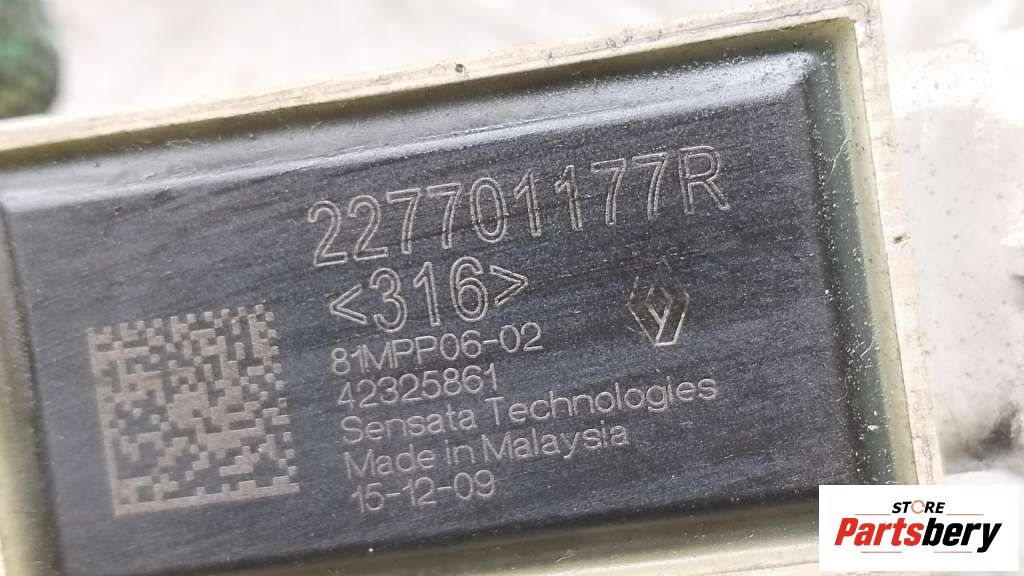 227701177R
<316>
81MPP06-02
42325861
Sensata Technologies
Made in Malaysia
15-12-09
STORE
Partsbery